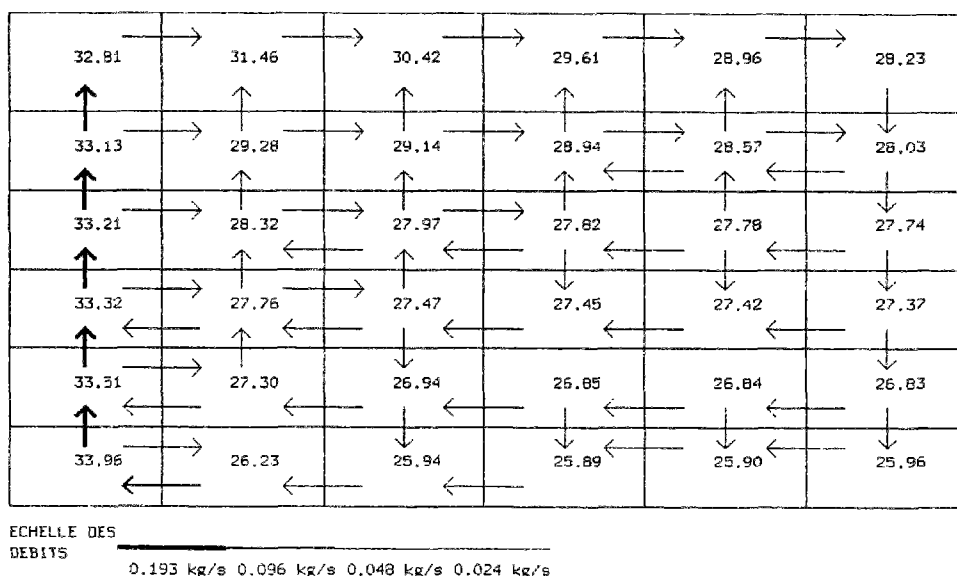 32.81 31.46 30.42 29.61 28.96 28.23
33.13 29.28 29.14 28.94 28.57 28.03
33.21 28.32 27.97 27.82 27.78 27.74
33.32 27.76 27.47 27.45 27.42 27.37
33.51 27.30 26.94 26.85 26.84 26.83
33.96 26.23 25.94 25.89 25.90 25.96
ECHELLE DES
DEBITS
0.193 kg/s 0.096 kg/s 0.048 kg/s 0.024 kg/s